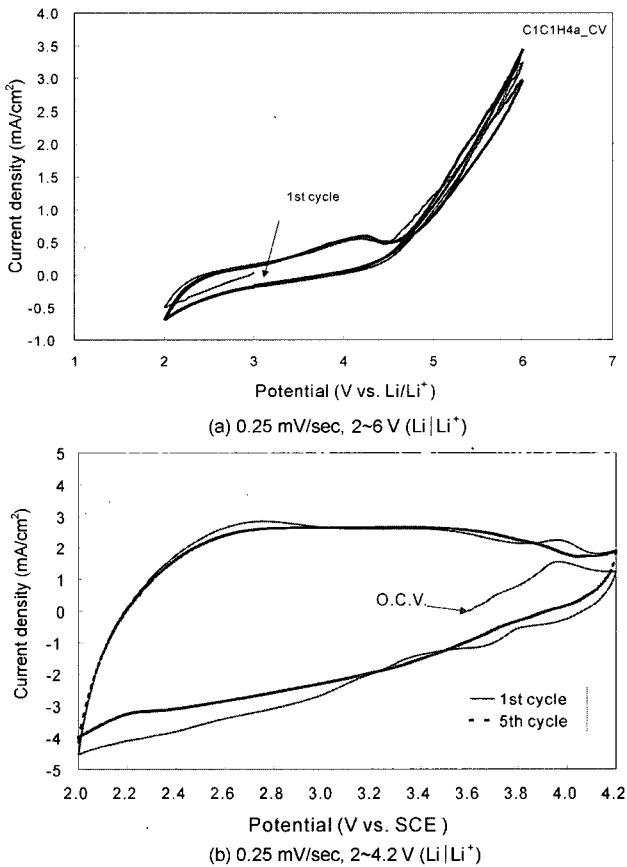 4.0
3.5
3.0
2.5
2.0
1.5
1.0
0.5
0.0
-0.5
-1.0
Current density (mA/cm²)
C1C1H4a_CV
1st cycle
1 2 3 4 5 6 7
Potential (V vs. Li/Li⁺)
(a) 0.25 mV/sec, 2~6 V (Li|Li⁺)
5
4
3
2
1
0
-1
-2
-3
-4
-5
Current density (mA/cm²)
O.C.V.
1st cycle
5th cycle
2.0 2.2 2.4 2.6 2.8 3.0 3.2 3.4 3.6 3.8 4.0 4.2
Potential (V vs. SCE )
(b) 0.25 mV/sec, 2~4.2 V (Li|Li⁺)